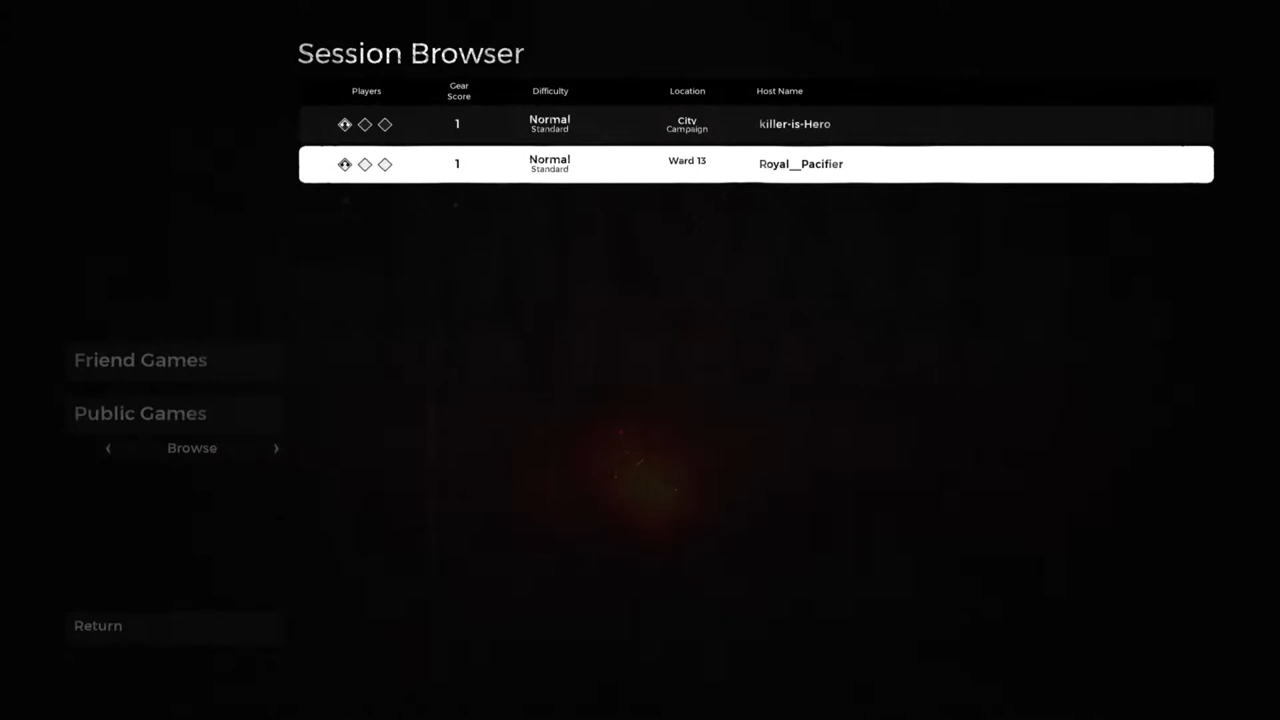 Session Browser
Players Gear Score Difficulty Location Host Name
1 Normal Standard City Campaign killer-is-Hero
1 Normal Standard Ward 13 Royal__Pacifier
Friend Games
Public Games
Browse
Return